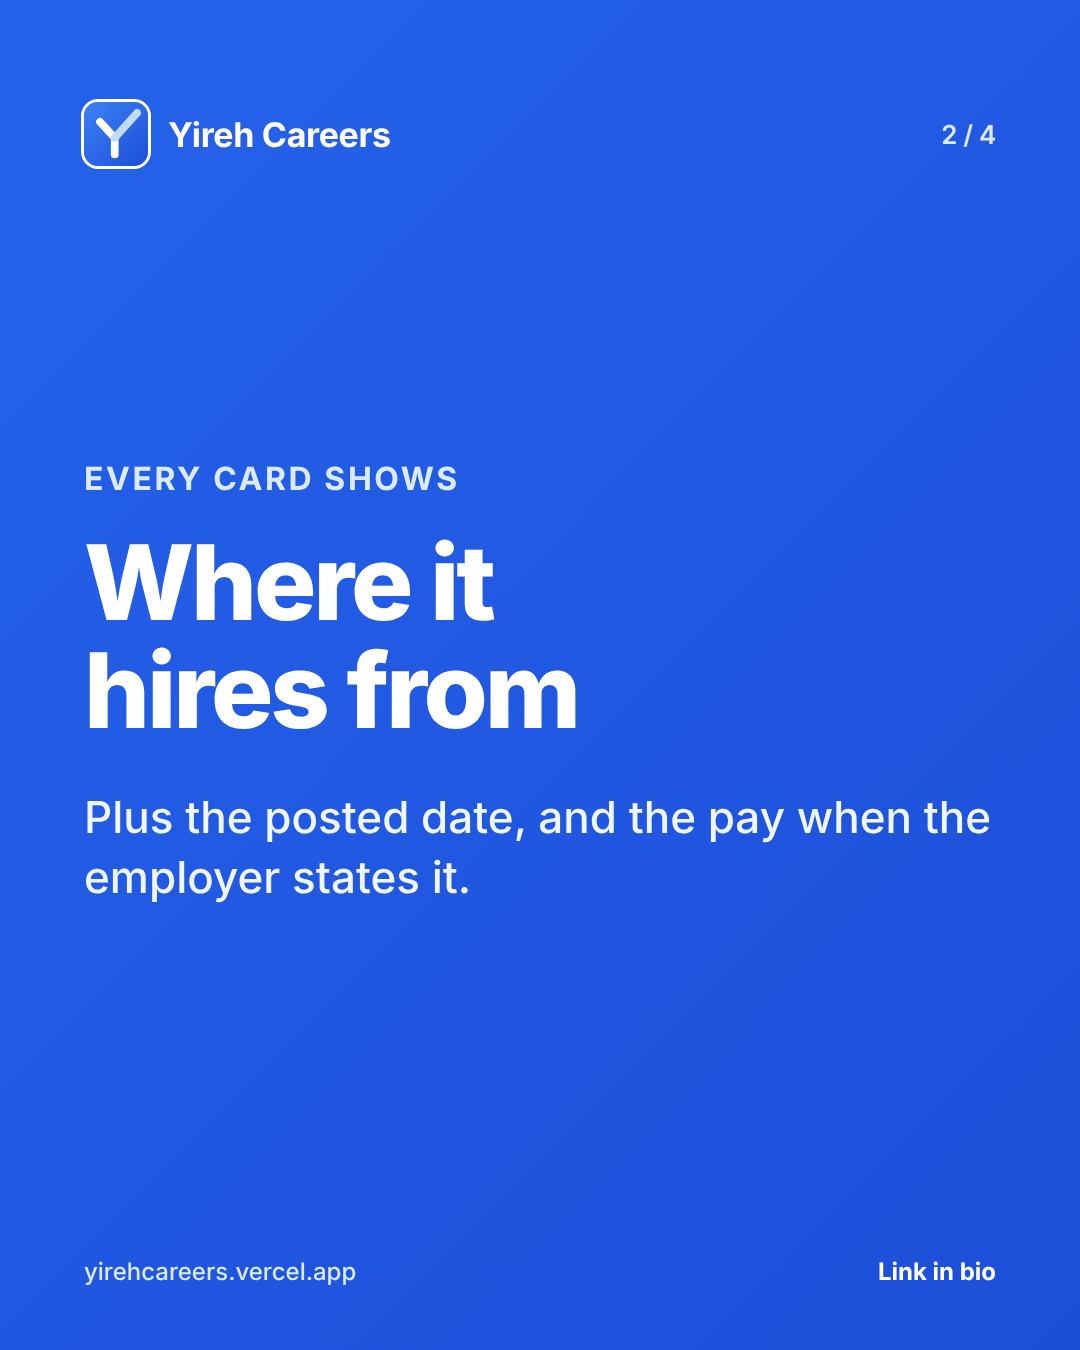 Yireh Careers
2 / 4
EVERY CARD SHOWS
Where it
hires from
Plus the posted date, and the pay when the
employer states it.
yirehcareers.vercel.app
Link in bio